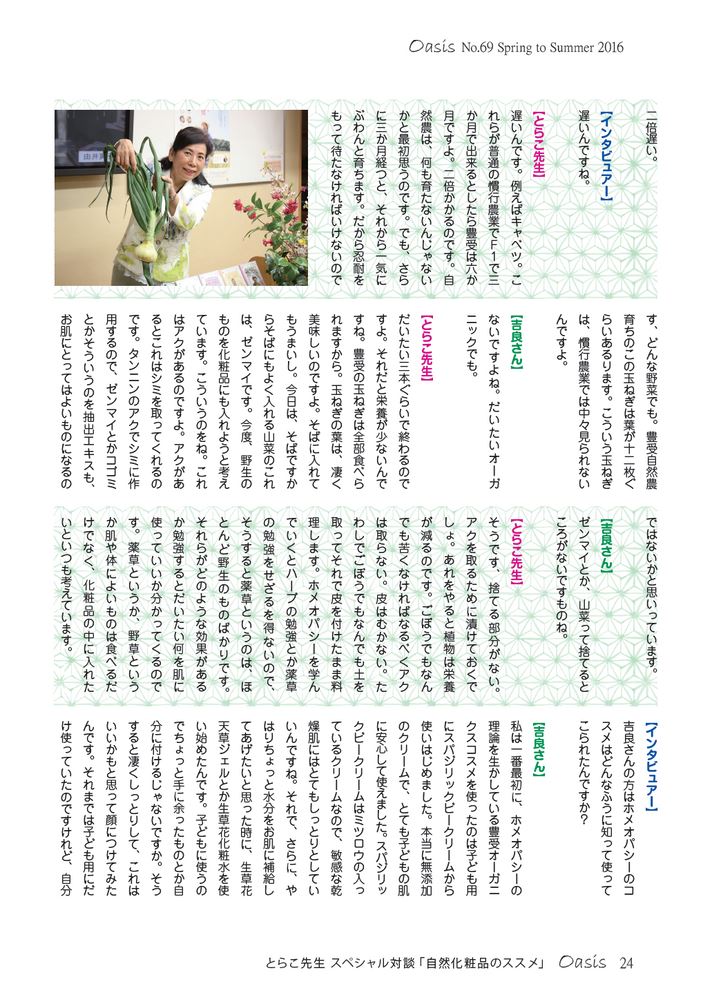 Oasis No.69 Spring to Summer 2016
二倍遅い。
【インタビュアー】
遅いんですね。
【とらこ先生】
遅いんです。例えばキャベツ。こ
れらが普通の慣行農業でＦ１で三
か月で出来るとしたら豊受は六か
月ですよ。二倍かかるのです。自
然農は、何も育たないんじゃない
かと最初思うのです。でも、さら
に三か月経つと、それから一気に
ぶわんと育ちます。だから忍耐を
もって待たなければいけないので
す、どんな野菜でも。豊受自然農
育ちのこの玉ねぎは葉が十二枚ぐ
らいあるります。こういう玉ねぎ
は、慣行農業では中々見られない
んですよ。
【吉良さん】
ないですよね。だいたいオーガ
ニックでも。
【とらこ先生】
だいたい三本ぐらいで終わるので
すよ。それだと栄養が少ないんで
すね。豊受の玉ねぎは全部食べら
れますから。玉ねぎの葉は、凄く
美味しいのですよ。そばに入れて
もうまいし。今日は、そばですか
らそばにもよく入れる山菜のこれ
は、ゼンマイです。今度、野生の
ものを化粧品にも入れようと考え
ています。こういうのをね。これ
はアクがあるのですよ。アクがあ
るとこれはシミを取ってくれるの
です。タンニンのアクでシミに作
用するので、ゼンマイとかコゴミ
とかそういうのを抽出エキスも、
お肌にとってはよいものになるの
ではないかと思いっています。
【吉良さん】
ゼンマイとか、山菜って捨てると
ころがないですものね。
【とらこ先生】
そうです、捨てる部分がない。
アクを取るために漬けておくで
しょ。あれをやると植物は栄養
が減るのです。ごぼうでもなん
でも苦くなければなるべくアク
は取らない。皮はむかない。た
わしでごぼうでもなんでも土を
取ってそれで皮を付けたまま料
理します。ホメオパシーを学ん
でいくとハーブの勉強とか薬草
の勉強をせざるを得ないので、
そうすると薬草というのは、ほ
とんど野生のものばかりです。
それらがどのような効果がある
か勉強するとだいたい何を肌に
使っていいか分かってくるので
す。薬草というか、野草という
か肌や体によいものは食べるだ
けでなく、化粧品の中に入れた
いといつも考えています。
【インタビュアー】
吉良さんの方はホメオパシーのコ
スメはどんなふうに知って使って
こられたんですか？
【吉良さん】
私は一番最初に、ホメオパシーの
理論を生かしている豊受オーガニ
クスコスメを使ったのは子ども用
にスパジリックビークリームから
使いはじめました。本当に無添加
のクリームで、とても子どもの肌
に安心して使えました。スパジリッ
クビークリームはミツロウの入っ
ているクリームなので、敏感な乾
燥肌にはとてもしっとりとしてい
いんですね。それで、さらに、や
はりちょっと水分をお肌に補給し
てあげたいと思った時に、生草花
天草ジェルとか生草花化粧水を使
い始めたんです。子どもに使うの
でちょっと手に余ったものとか自
分に付けるじゃないですか。そう
すると凄くしっとりして、これは
いいかもと思って顔につけてみた
んです。それまでは子ども用にだ
け使っていたのですけれど、自分
とらこ先生 スペシャル対談「自然化粧品のススメ」 Oasis 24